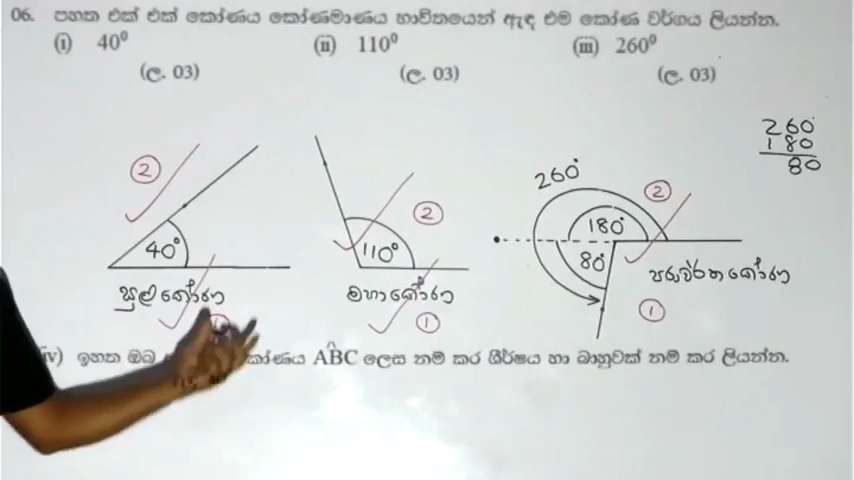 06. පහත එක් එක් කෝණය කෝණමානය භාවිතයෙන් ඇඳ එම කෝණ වර්ගය ලියන්න.
(i) 40⁰ (ii) 110⁰ (iii) 260⁰
(ල. 03) (ල. 03) (ල. 03)
260
180
80
2
40°
සුළු කෝණ
2
110°
මහා කෝණ
1
260°
2
180°
80°
පරාවර්ත කෝණ
1
iv) ඉහත ඔබ කෝණය AB̂C ලෙස නම් කර ශීර්ෂය හා බාහුවක් නම් කර ලියන්න.